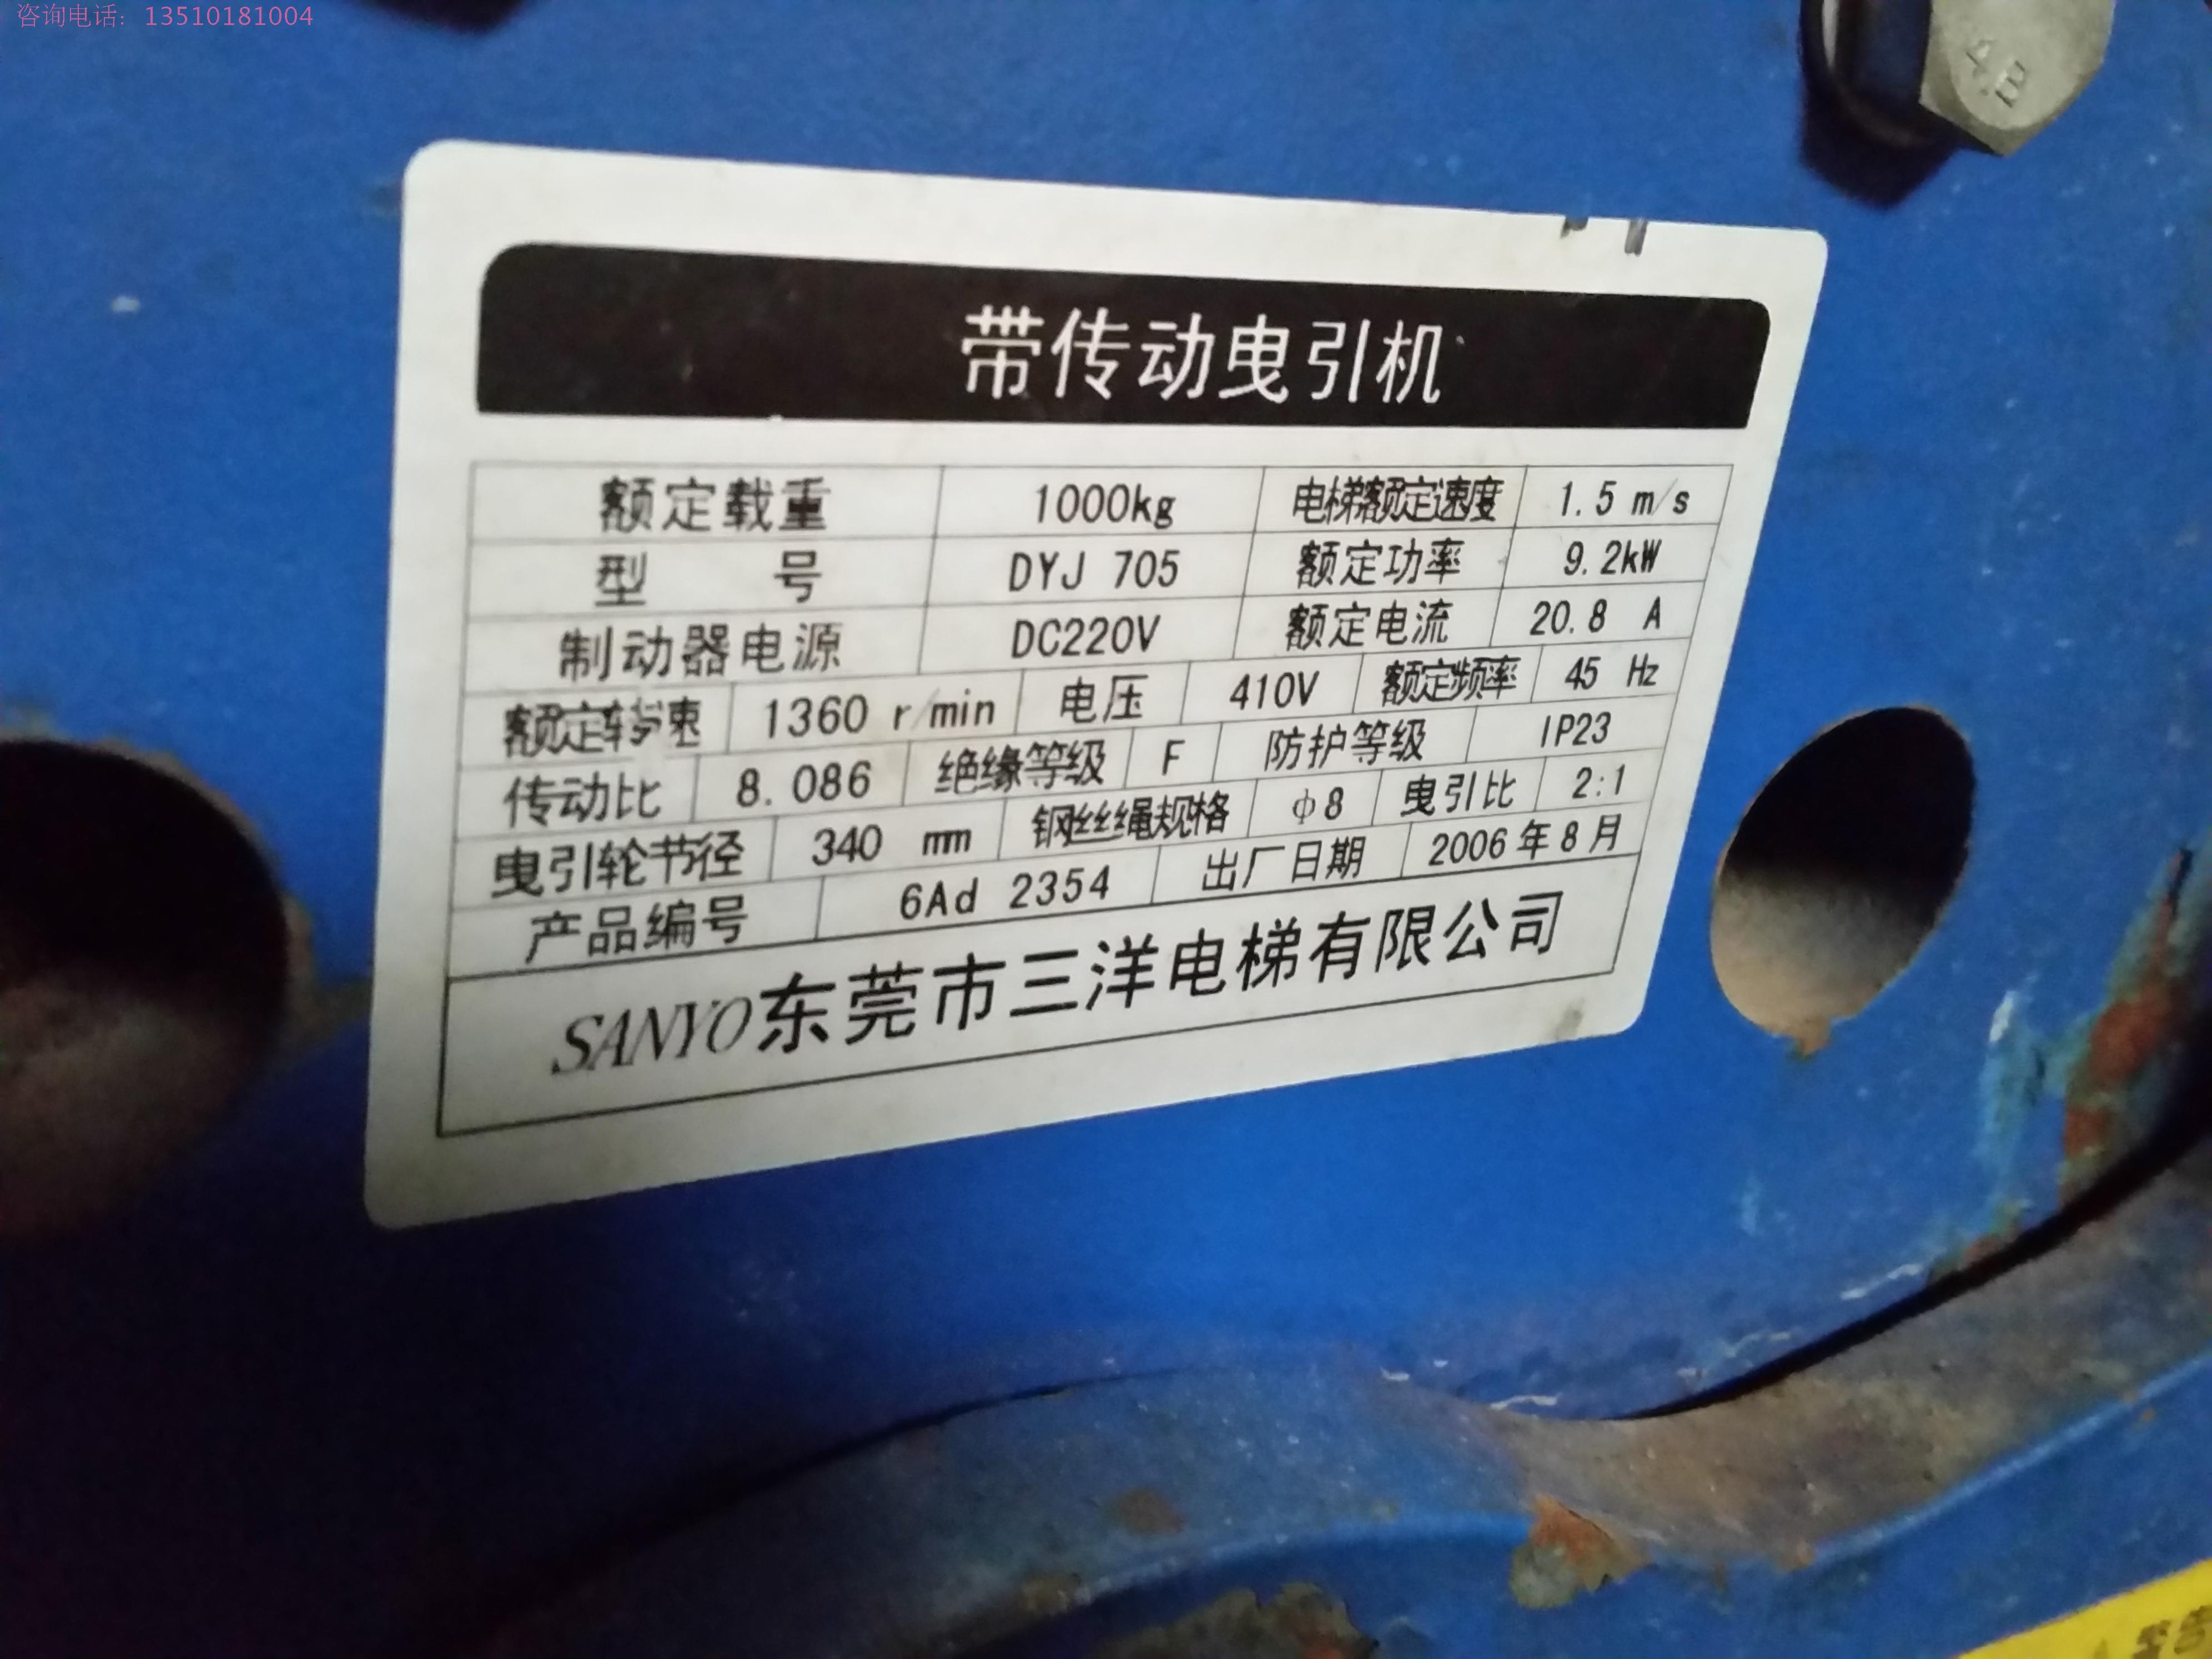 咨询电话: 13510181004
带传动曳引机
额定载重 1000kg 电梯额定速度 1.5 m/s
型 号 DYJ 705 额定功率 9.2kW
制动器电源 DC220V 额定电流 20.8 A
额定转速 1360 r/min 电压 410V 额定频率 45 Hz
传动比 8.086 绝缘等级 F 防护等级 IP23
曳引轮节径 340 mm 钢丝绳规格 φ8 曳引比 2:1
产品编号 6Ad 2354 出厂日期 2006年8月
SANYO东莞市三洋电梯有限公司